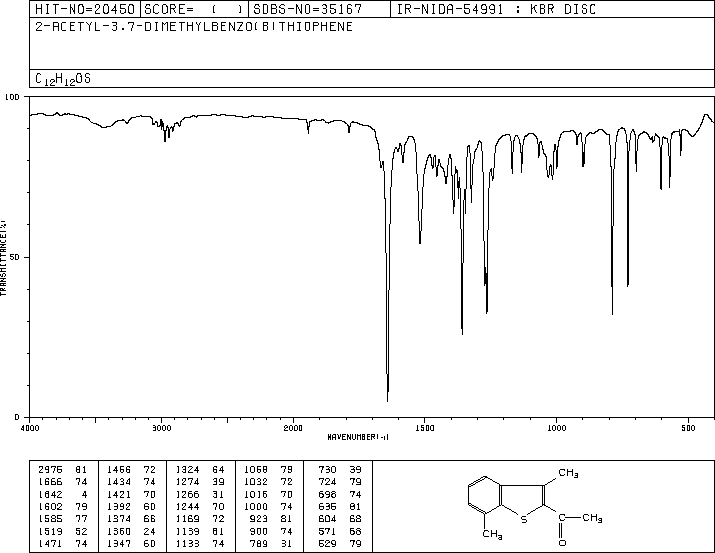 HIT-NO=20450 SCORE= ( ) SDBS-NO=35167 IR-NIDA-54991 : KBR DISC
2-ACETYL-3.7-DIMETHYLBENZO(B)THIOPHENE
C12H12OS
100
50
0
TRANSMITTANCE(%)
4000 3000 2000 1500 1000 500
WAVENUMBER(-1)
2975 81 1456 72 1324 64 1068 79 730 39
1666 74 1434 74 1274 39 1032 72 724 79
1642 4 1421 70 1266 31 1016 70 698 74
1602 79 1392 60 1244 70 1000 74 695 81
1585 77 1374 66 1169 72 923 81 604 68
1519 52 1360 24 1139 81 900 74 571 68
1471 74 1347 60 1133 74 789 31 529 79
CH3
S C CH3
CH3 O